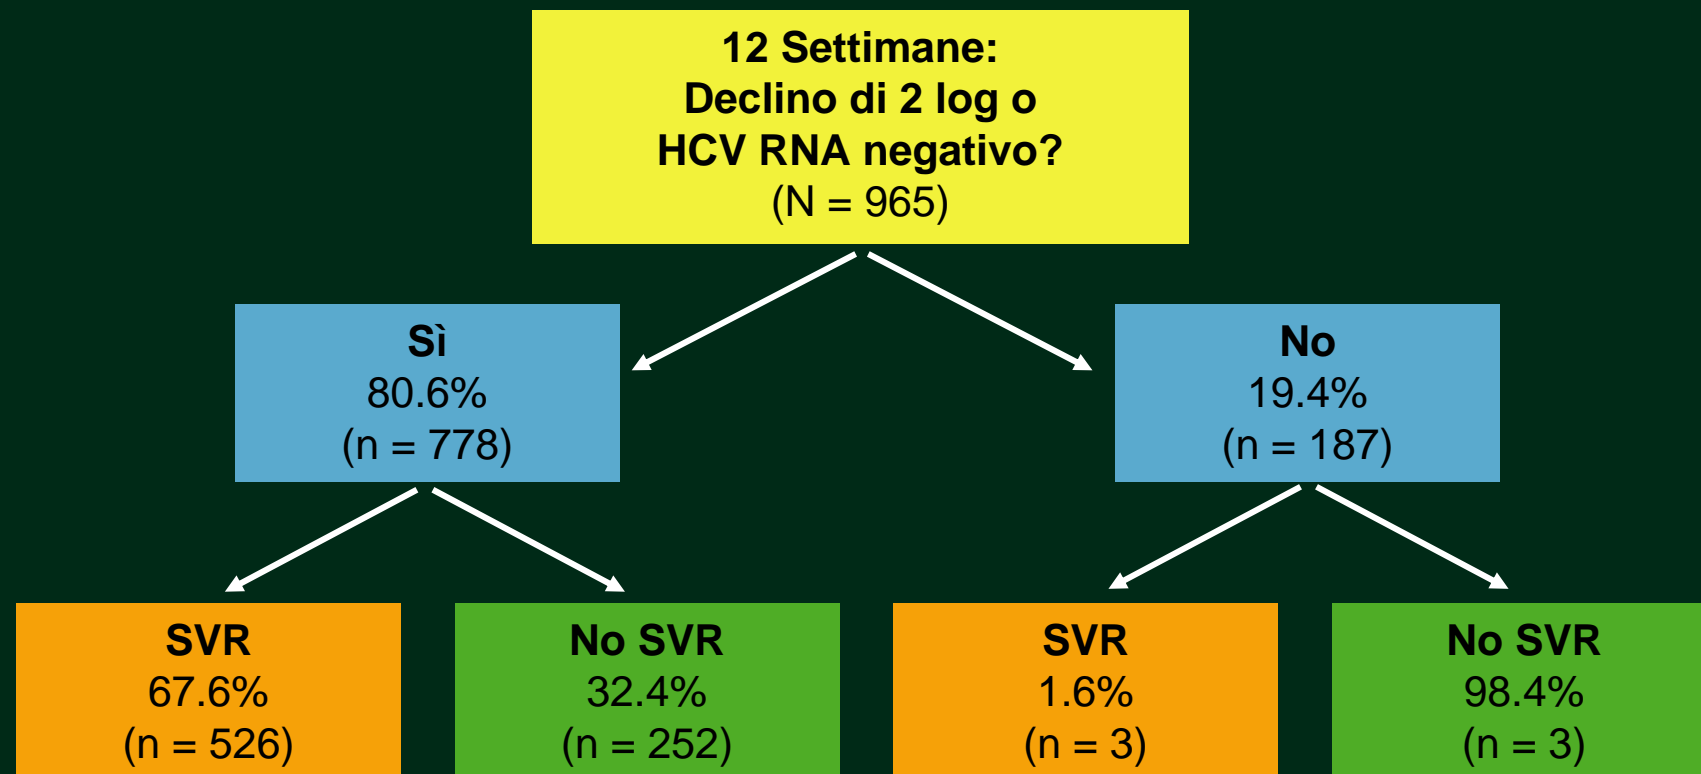 12 Settimane:
Declino di 2 log o
HCV RNA negativo?
(N = 965)
Sì
80.6%
(n = 778)
No
19.4%
(n = 187)
SVR
67.6%
(n = 526)
No SVR
32.4%
(n = 252)
SVR
1.6%
(n = 3)
No SVR
98.4%
(n = 3)